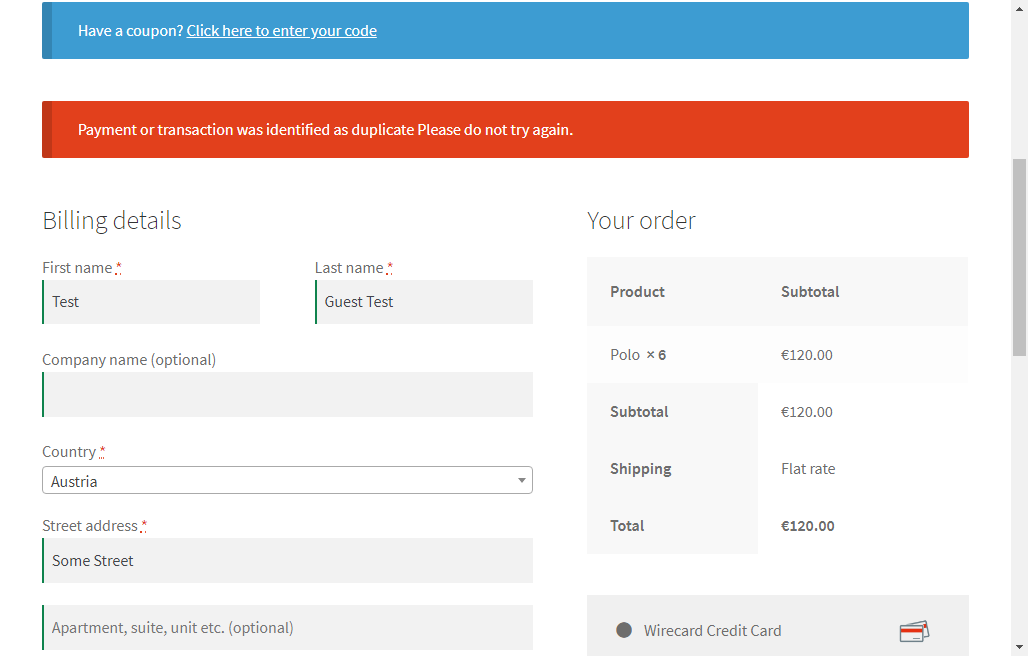 Have a coupon? Click here to enter your code
Payment or transaction was identified as duplicate Please do not try again.
Billing details
First name *
Last name *
Test
Guest Test
Company name (optional)
Country *
Austria
Street address *
Some Street
Apartment, suite, unit etc. (optional)
Your order
Product Subtotal
Polo × 6 €120.00
Subtotal €120.00
Shipping Flat rate
Total €120.00
Wirecard Credit Card